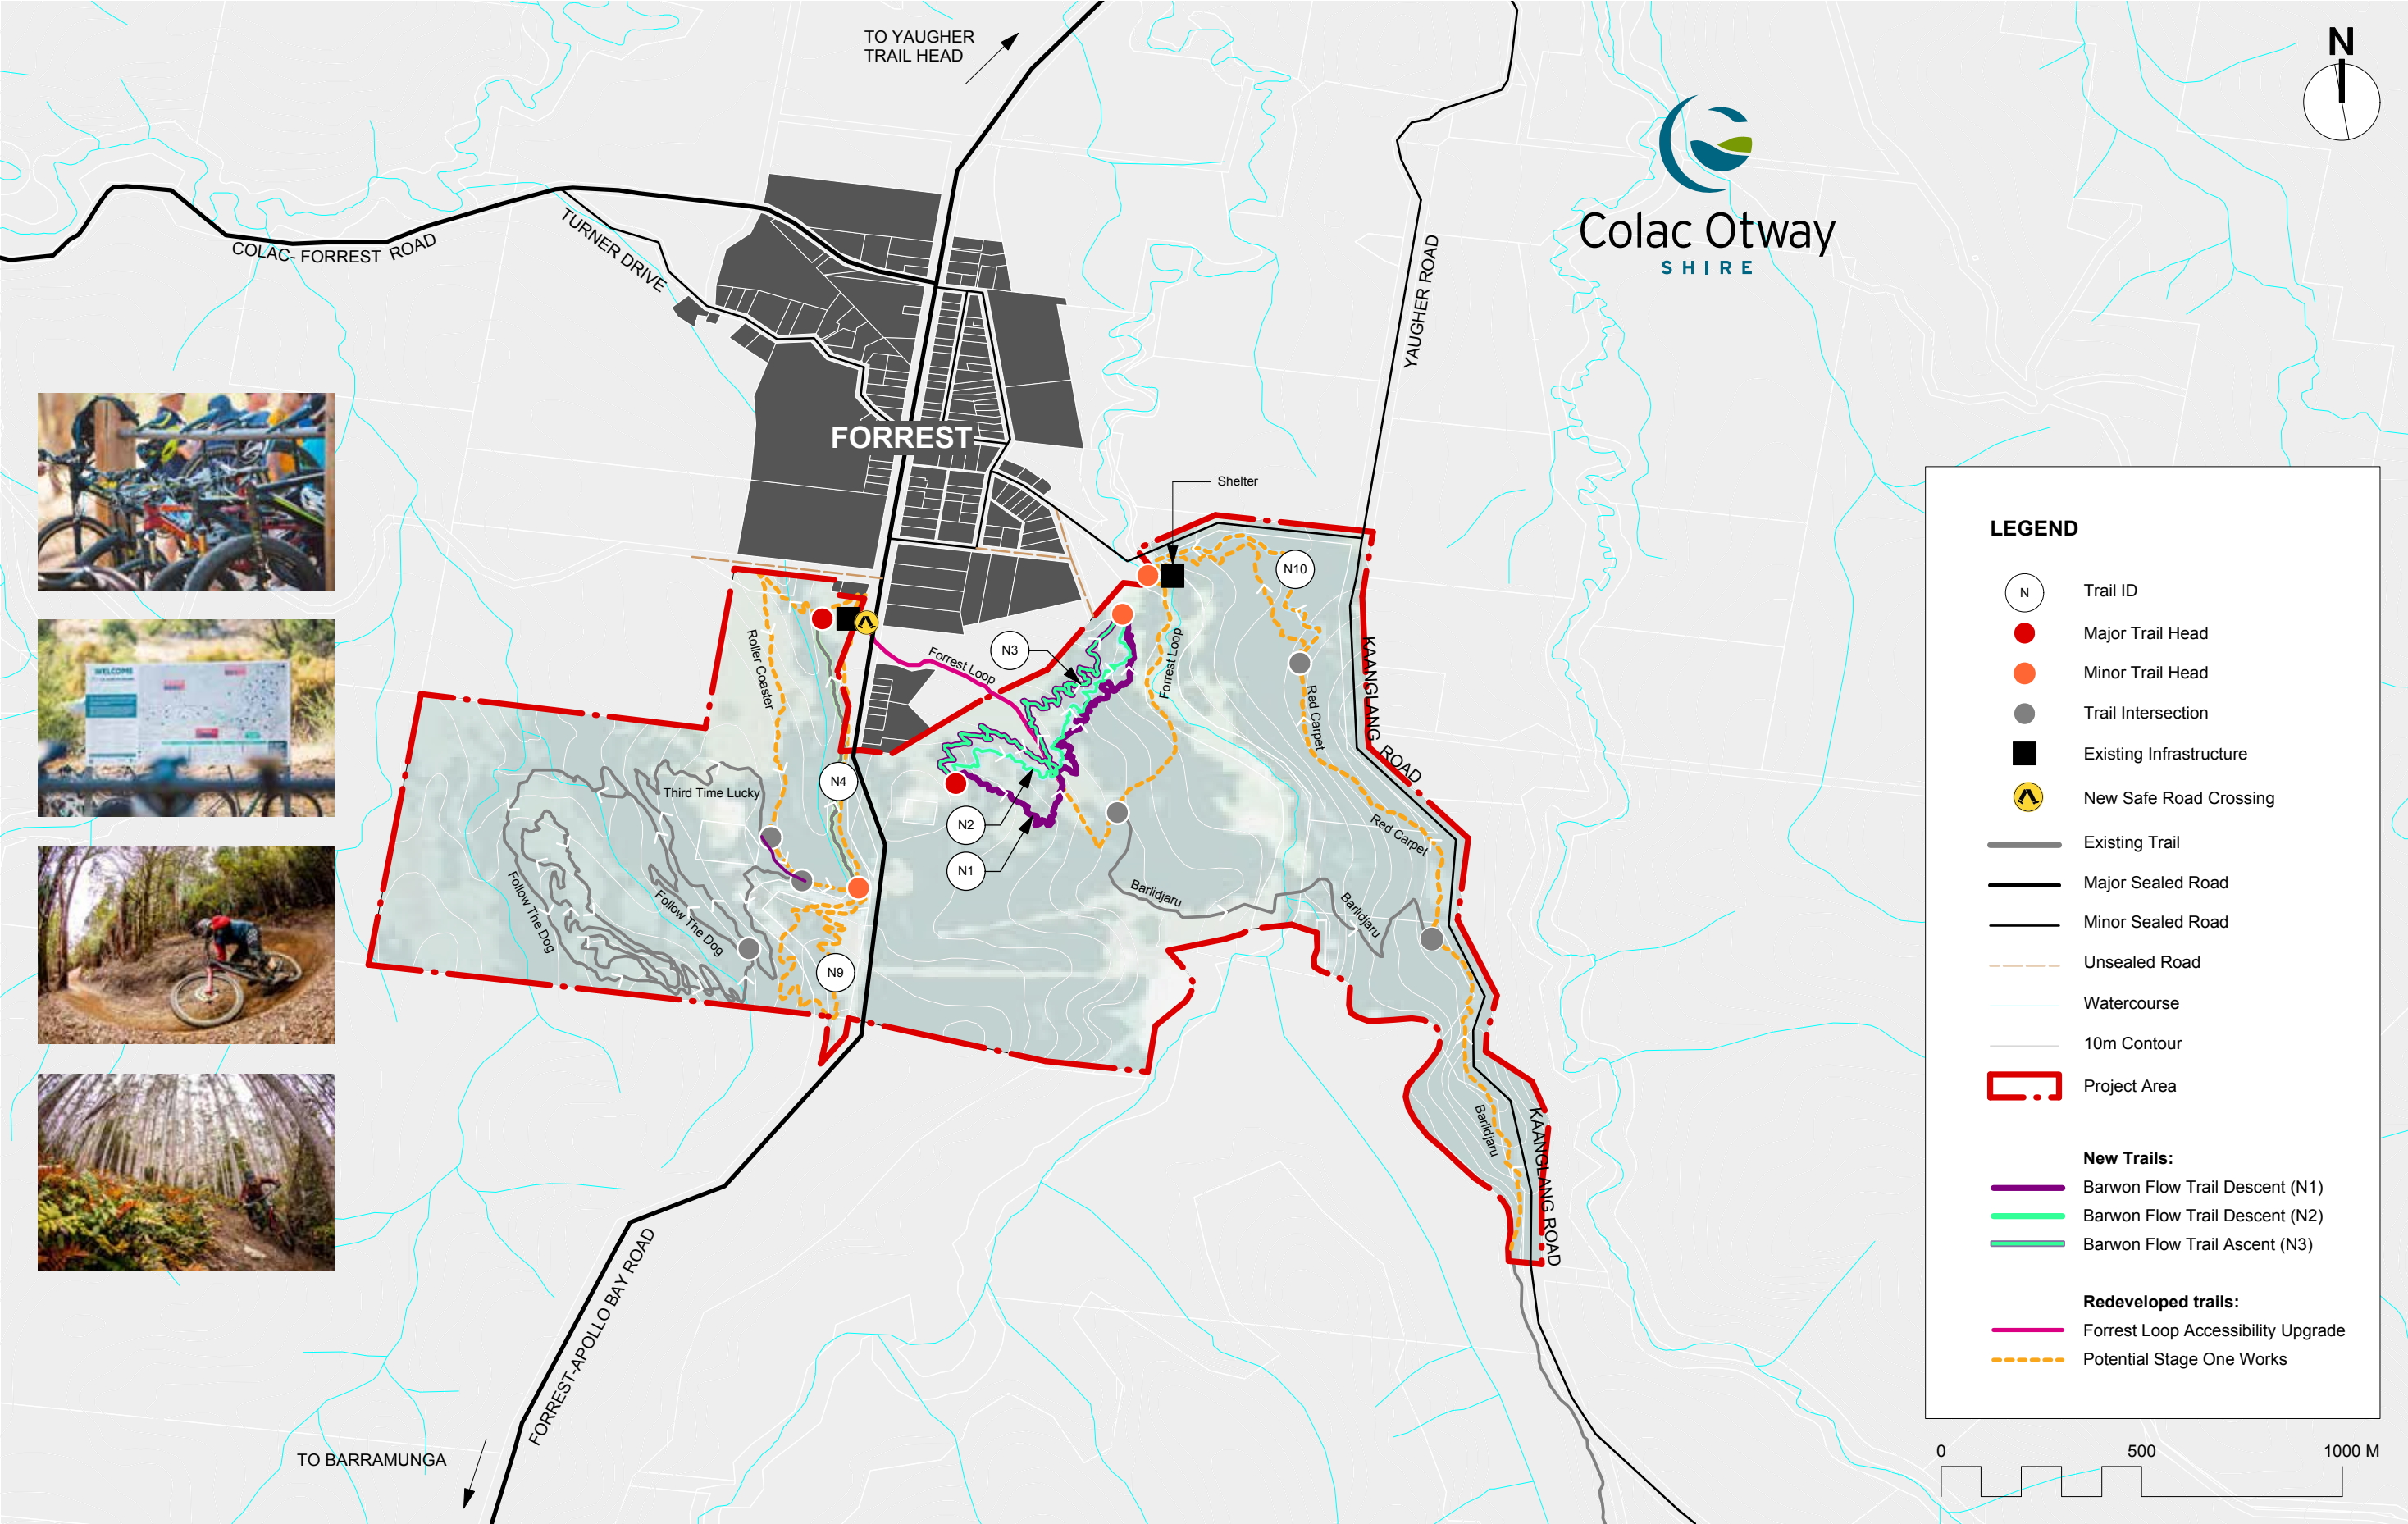 TO YAUGHER
TRAIL HEAD
N
Colac Otway
SHIRE
COLAC- FORREST ROAD
TURNER DRIVE
YAUGHER ROAD
FORREST
Shelter
WELCOME
N10
N3
Forrest Loop
Forrest Loop
Roller Coaster
Red Carpet
KAANGLANG ROAD
N4
Third Time Lucky
N2
N1
Red Carpet
Barlidjaru
Barlidjaru
Follow The Dog
Follow The Dog
N9
Barlidjaru
KAANGLANG ROAD
FORREST-APOLLO BAY ROAD
TO BARRAMUNGA
LEGEND
N Trail ID
Major Trail Head
Minor Trail Head
Trail Intersection
Existing Infrastructure
New Safe Road Crossing
Existing Trail
Major Sealed Road
Minor Sealed Road
Unsealed Road
Watercourse
10m Contour
Project Area
New Trails:
Barwon Flow Trail Descent (N1)
Barwon Flow Trail Descent (N2)
Barwon Flow Trail Ascent (N3)
Redeveloped trails:
Forrest Loop Accessibility Upgrade
Potential Stage One Works
0 500 1000 M